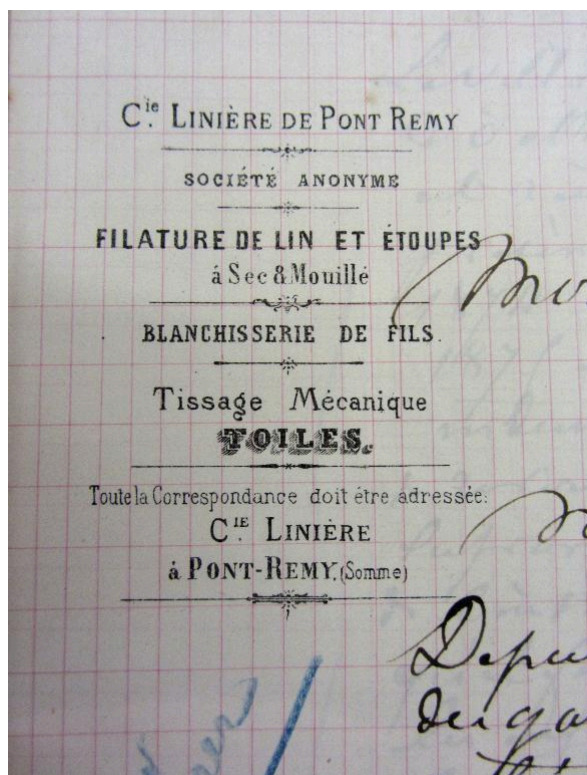 Cie. LINIÈRE DE PONT REMY
SOCIÉTÉ ANONYME
FILATURE DE LIN ET ÉTOUPES
á Sec & Mouillé
BLANCHISSERIE DE FILS.
Tissage Mécanique
TOILES.
Toute la Correspondance doit étre adressée:
CIE. LINIÈRE
á PONT-REMY. (Somme)